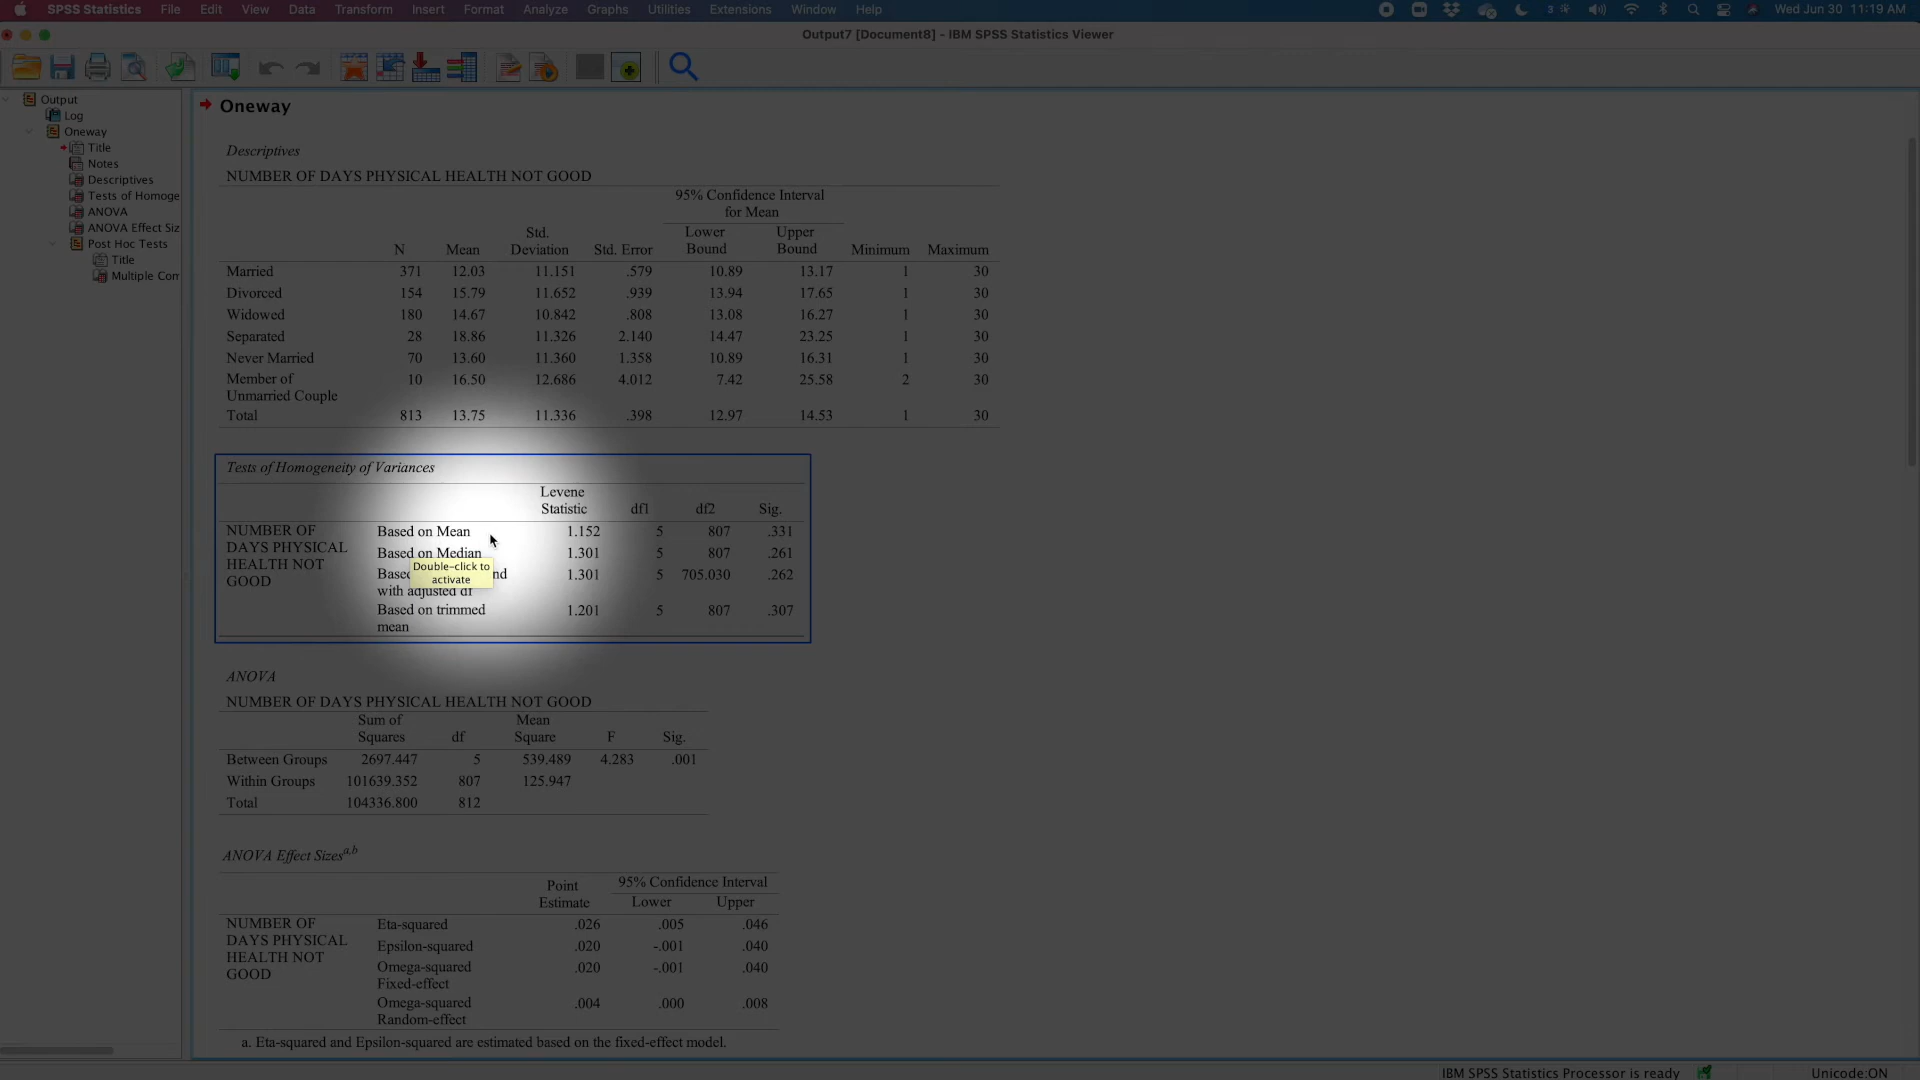 SPSS Statistics File Edit View Data Transform Insert Format Analyze Graphs Utilities Extensions Window Help 3 Wed Jun 30 11:19 AM
Output7 [Document8] - IBM SPSS Statistics Viewer
Output
Log
Oneway
Title
Notes
Descriptives
Tests of Homoge
ANOVA
ANOVA Effect Siz
Post Hoc Tests
Title
Multiple Com
Oneway
Descriptives
NUMBER OF DAYS PHYSICAL HEALTH NOT GOOD
95% Confidence Interval
for Mean
Std. Lower Upper
N Mean Deviation Std. Error Bound Bound Minimum Maximum
Married 371 12.03 11.151 .579 10.89 13.17 1 30
Divorced 154 15.79 11.652 .939 13.94 17.65 1 30
Widowed 180 14.67 10.842 .808 13.08 16.27 1 30
Separated 28 18.86 11.326 2.140 14.47 23.25 1 30
Never Married 70 13.60 11.360 1.358 10.89 16.31 1 30
Member of 10 16.50 12.686 4.012 7.42 25.58 2 30
Unmarried Couple
Total 813 13.75 11.336 .398 12.97 14.53 1 30
Tests of Homogeneity of Variances
Levene
Statistic df1 df2 Sig.
NUMBER OF Based on Mean 1.152 5 807 .331
DAYS PHYSICAL Based on Median 1.301 5 807 .261
HEALTH NOT Based nd 1.301 5 705.030 .262
GOOD with adjusted df
Based on trimmed 1.201 5 807 .307
mean
Double-click to
activate
ANOVA
NUMBER OF DAYS PHYSICAL HEALTH NOT GOOD
Sum of Mean
Squares df Square F Sig.
Between Groups 2697.447 5 539.489 4.283 .001
Within Groups 101639.352 807 125.947
Total 104336.800 812
ANOVA Effect Sizes a,b
Point 95% Confidence Interval
Estimate Lower Upper
NUMBER OF Eta-squared .026 .005 .046
DAYS PHYSICAL Epsilon-squared .020 -.001 .040
HEALTH NOT Omega-squared .020 -.001 .040
GOOD Fixed-effect
Omega-squared .004 .000 .008
Random-effect
a. Eta-squared and Epsilon-squared are estimated based on the fixed-effect model.
IBM SPSS Statistics Processor is ready Unicode:ON